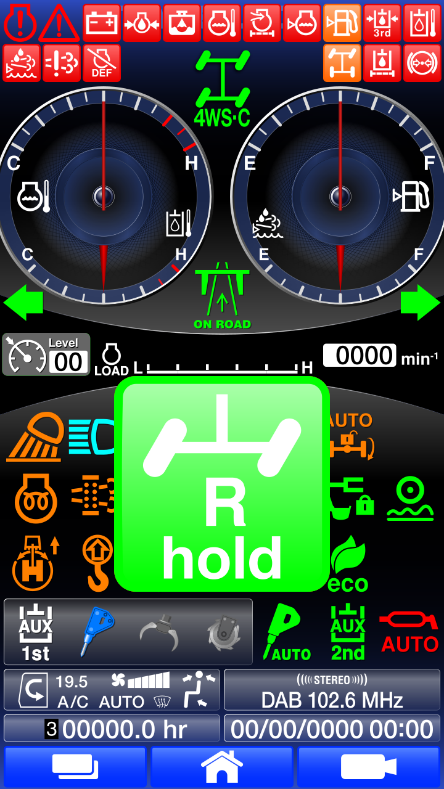 3rd
DEF
4WS·C
C H
E F
C H
E F
ON ROAD
Level
00
LOAD
L H
0000 min-1
AUTO
R
hold
H
eco
AUX
1st
AUTO
AUX
2nd
AUTO
19.5
A/C AUTO
((((STEREO))))
DAB 102.6 MHz
3 00000.0 hr
00/00/0000 00:00